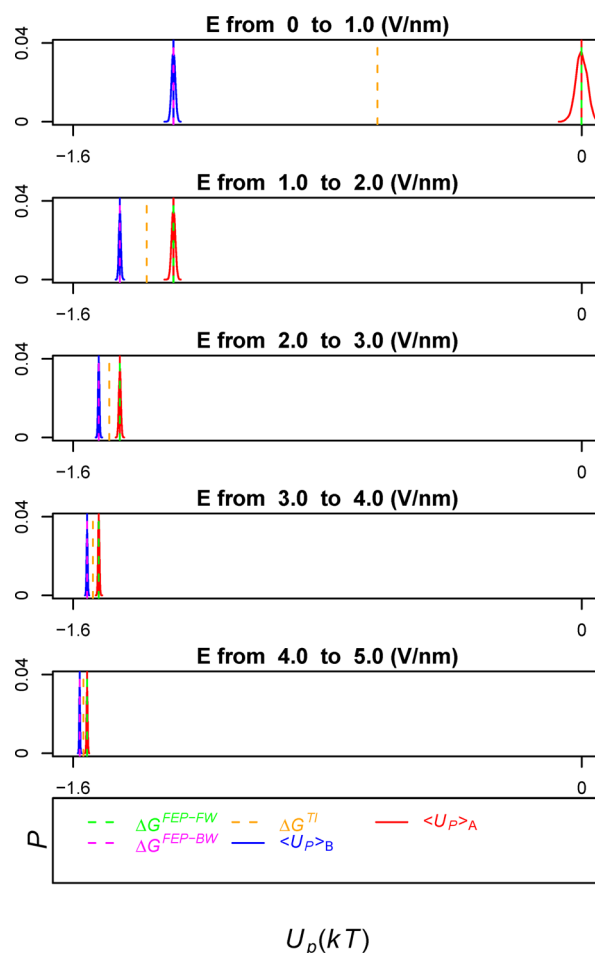 E from 0 to 1.0 (V/nm)
0.04
0
−1.6 0
E from 1.0 to 2.0 (V/nm)
0.04
0
−1.6 0
E from 2.0 to 3.0 (V/nm)
0.04
0
−1.6 0
E from 3.0 to 4.0 (V/nm)
0.04
0
−1.6 0
E from 4.0 to 5.0 (V/nm)
0.04
0
−1.6 0
P
ΔG^FEP−FW ΔG^TI <U_P>_A
ΔG^FEP−BW <U_P>_B
U_p(kT)